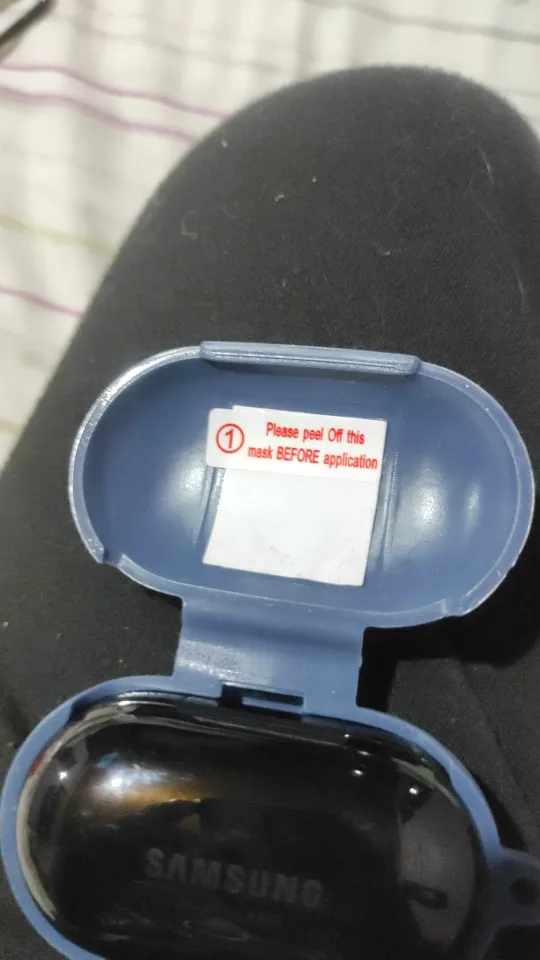 1
Please peel Off this
mask BEFORE application
SAMSUNG